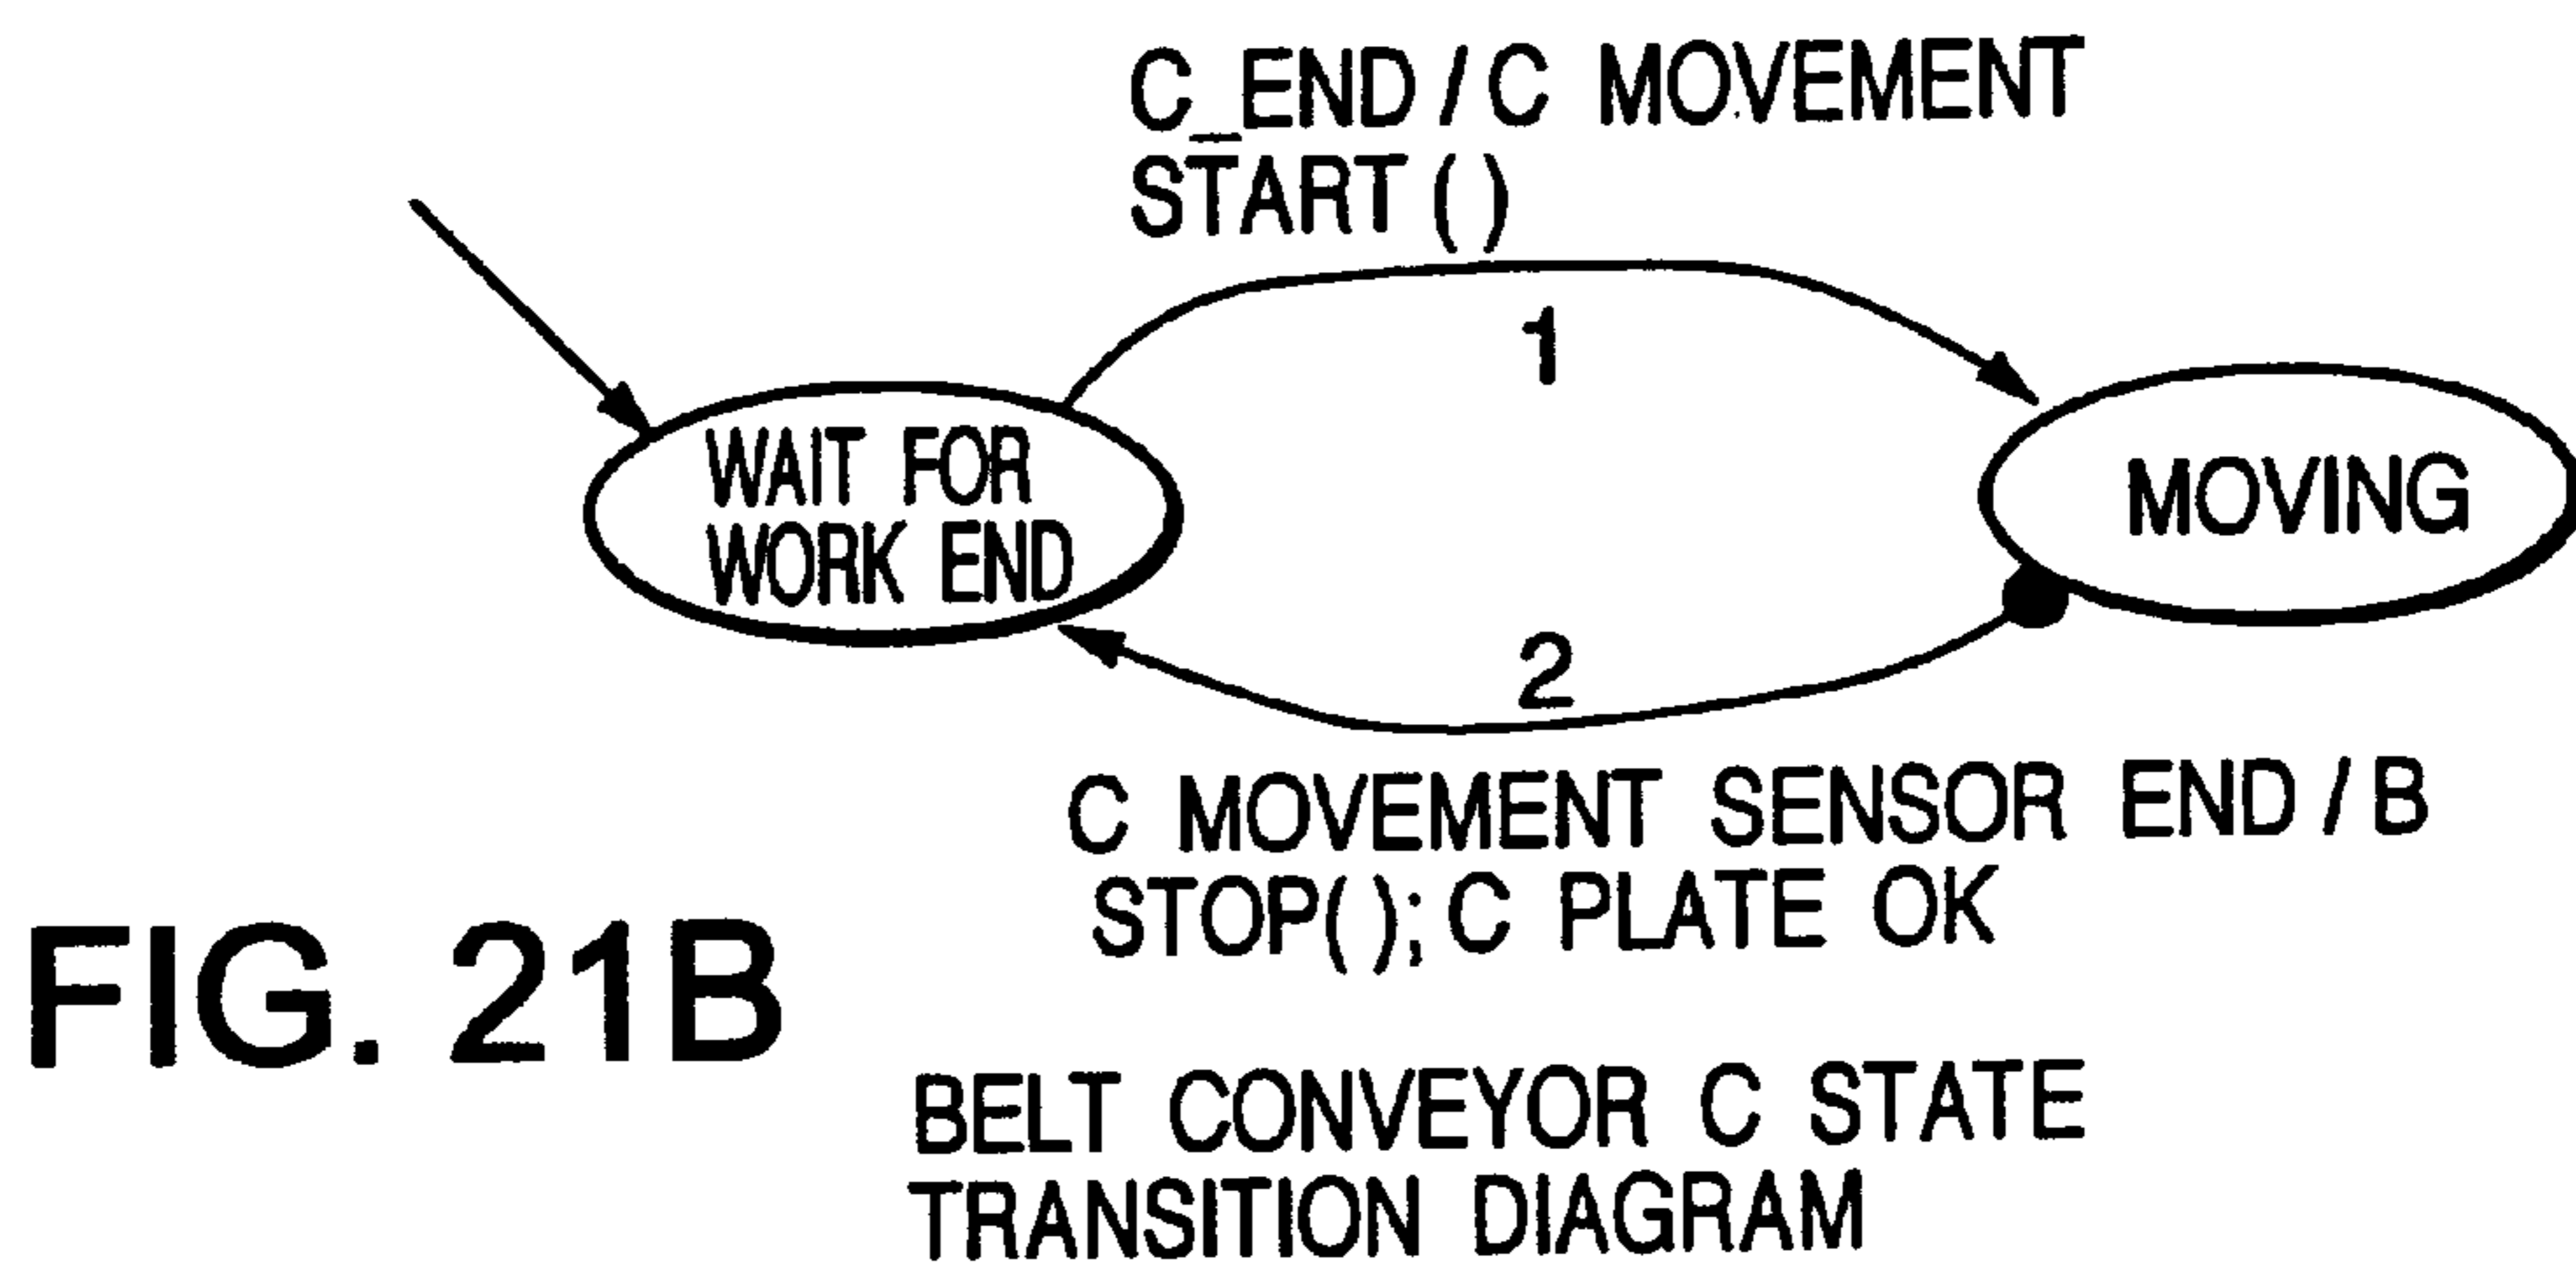 C_END / C MOVEMENT
START ( )
1
WAIT FOR
WORK END
MOVING
2
C MOVEMENT SENSOR END / B
STOP( ); C PLATE OK
FIG. 21B
BELT CONVEYOR C STATE
TRANSITION DIAGRAM